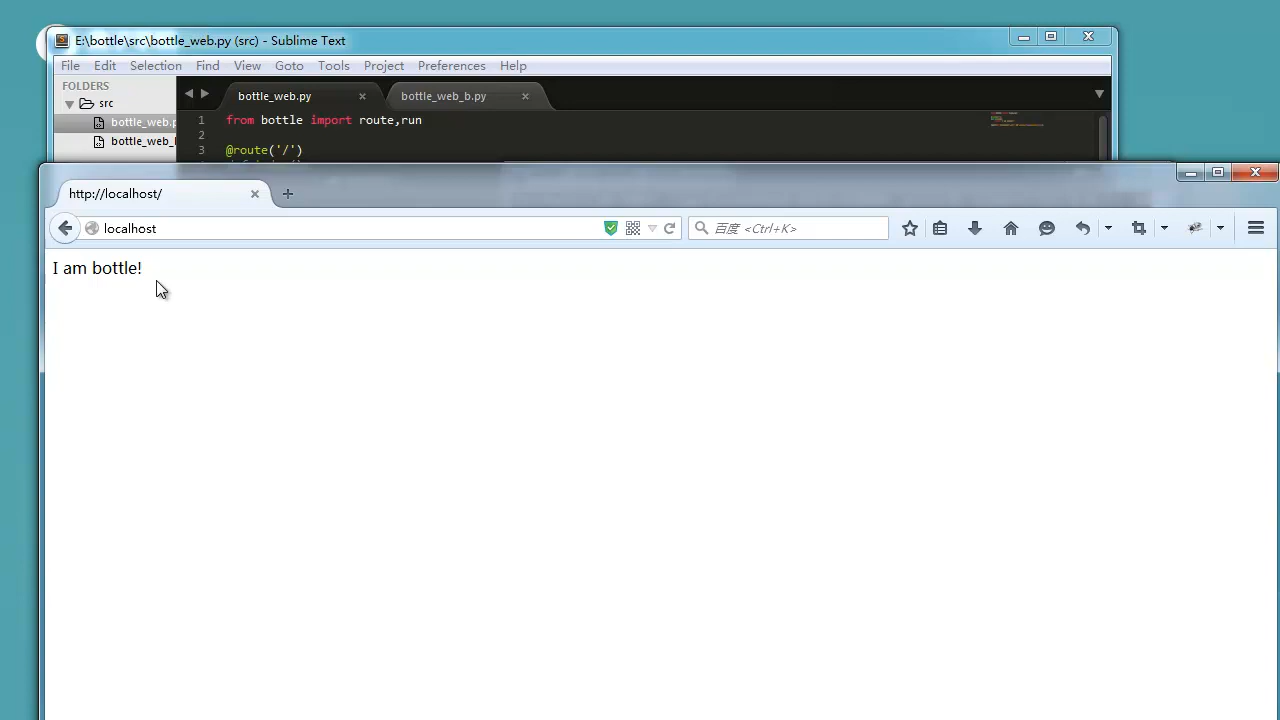 E:\bottle\src\bottle_web.py (src) - Sublime Text
File Edit Selection Find View Goto Tools Project Preferences Help
FOLDERS
src
bottle_web.p
bottle_web_
bottle_web.py
bottle_web_b.py
1 from bottle import route,run
2
3 @route('/')
http://localhost/
localhost
百度 <Ctrl+K>
I am bottle!